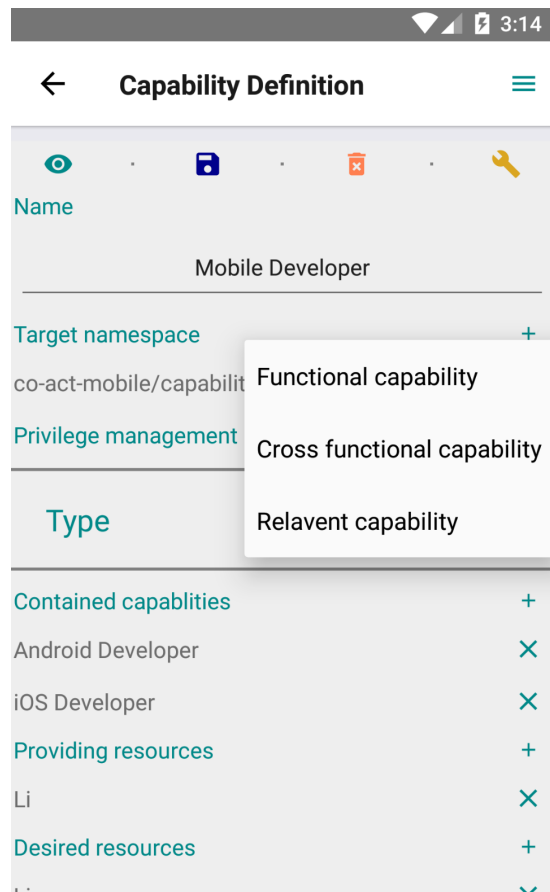 3:14
Capability Definition
Name
Mobile Developer
Target namespace +
co-act-mobile/capabilit
Functional capability
Privilege management
Cross functional capability
Type
Relavent capability
Contained capablities +
Android Developer
iOS Developer
Providing resources +
Li
Desired resources +